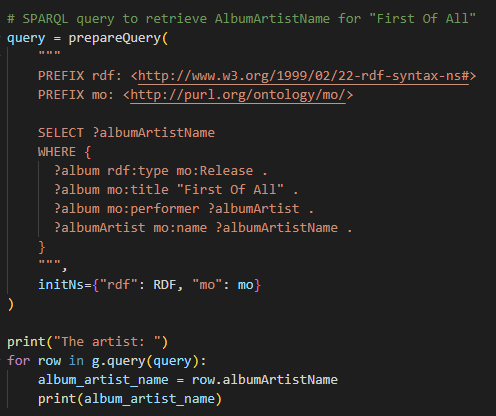 # SPARQL query to retrieve AlbumArtistName for "First Of All"
query = prepareQuery(
    """
    PREFIX rdf: <http://www.w3.org/1999/02/22-rdf-syntax-ns#>
    PREFIX mo: <http://purl.org/ontology/mo/>

    SELECT ?albumArtistName
    WHERE {
      ?album rdf:type mo:Release .
      ?album mo:title "First Of All" .
      ?album mo:performer ?albumArtist .
      ?albumArtist mo:name ?albumArtistName .
    }
    """,
    initNs={"rdf": RDF, "mo": mo}
)

print("The artist: ")
for row in g.query(query):
    album_artist_name = row.albumArtistName
    print(album_artist_name)